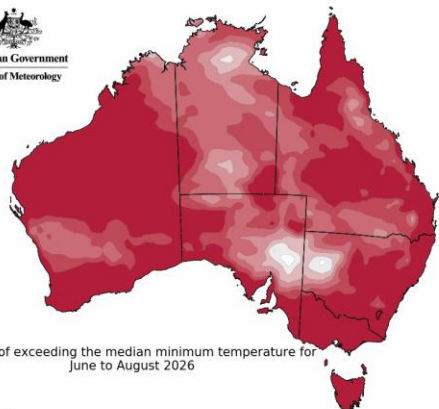 an Government
of Meteorology
of exceeding the median minimum temperature for
June to August 2026